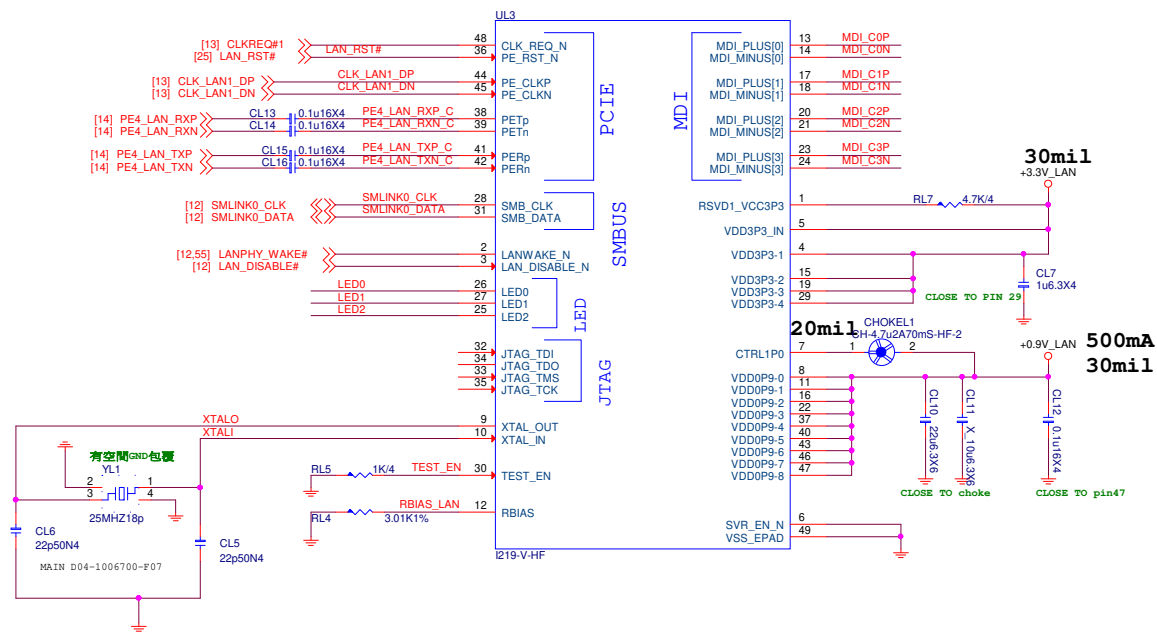 UL3
[13] CLKREQ#1 48 CLK_REQ_N
[25] LAN_RST# LAN_RST# 36 PE_RST_N
[13] CLK_LAN1_DP CLK_LAN1_DP 44 PE_CLKP
[13] CLK_LAN1_DN CLK_LAN1_DN 45 PE_CLKN
[14] PE4_LAN_RXP CL13 0.1u16X4 PE4_LAN_RXP_C 38 PETp
[14] PE4_LAN_RXN CL14 0.1u16X4 PE4_LAN_RXN_C 39 PETn
[14] PE4_LAN_TXP CL15 0.1u16X4 PE4_LAN_TXP_C 41 PERp
[14] PE4_LAN_TXN CL16 0.1u16X4 PE4_LAN_TXN_C 42 PERn
PCIE
[12] SMLINK0_CLK SMLINK0_CLK 28 SMB_CLK
[12] SMLINK0_DATA SMLINK0_DATA 31 SMB_DATA
SMBUS
[12,55] LANPHY_WAKE# 2 LANWAKE_N
[12] LAN_DISABLE# 3 LAN_DISABLE_N
LED0 26 LED0
LED1 27 LED1
LED2 25 LED2
LED
32 JTAG_TDI
34 JTAG_TDO
33 JTAG_TMS
35 JTAG_TCK
JTAG
XTALO 9 XTAL_OUT
XTALI 10 XTAL_IN
有空間GND包覆
YL1
2 1
3 4
25MHZ18p
CL6
22p50N4
CL5
22p50N4
MAIN D04-1006700-F07
RL5 1K/4 TEST_EN 30 TEST_EN
RL4 3.01K1% RBIAS_LAN 12 RBIAS
I219-V-HF
MDI
MDI_PLUS[0] 13 MDI_C0P
MDI_MINUS[0] 14 MDI_C0N
MDI_PLUS[1] 17 MDI_C1P
MDI_MINUS[1] 18 MDI_C1N
MDI_PLUS[2] 20 MDI_C2P
MDI_MINUS[2] 21 MDI_C2N
MDI_PLUS[3] 23 MDI_C3P
MDI_MINUS[3] 24 MDI_C3N
30mil
+3.3V_LAN
RSVD1_VCC3P3 1 RL7 4.7K/4
VDD3P3_IN 5
VDD3P3-1 4
VDD3P3-2 15
VDD3P3-3 19
VDD3P3-4 29
CL7
1u6.3X4
CLOSE TO PIN 29
20mil
CHOKEL1
CH-4.7u2A70mS-HF-2
CTRL1P0 7 1 2
+0.9V_LAN
500mA
30mil
VDD0P9-0 8
VDD0P9-1 11
VDD0P9-2 16
VDD0P9-3 22
VDD0P9-4 37
VDD0P9-5 40
VDD0P9-6 43
VDD0P9-7 46
VDD0P9-8 47
CL10 22u6.3X6
CL11 X_10u6.3X6
CL12 0.1u16X4
CLOSE TO choke
CLOSE TO pin47
SVR_EN_N 6
VSS_EPAD 49